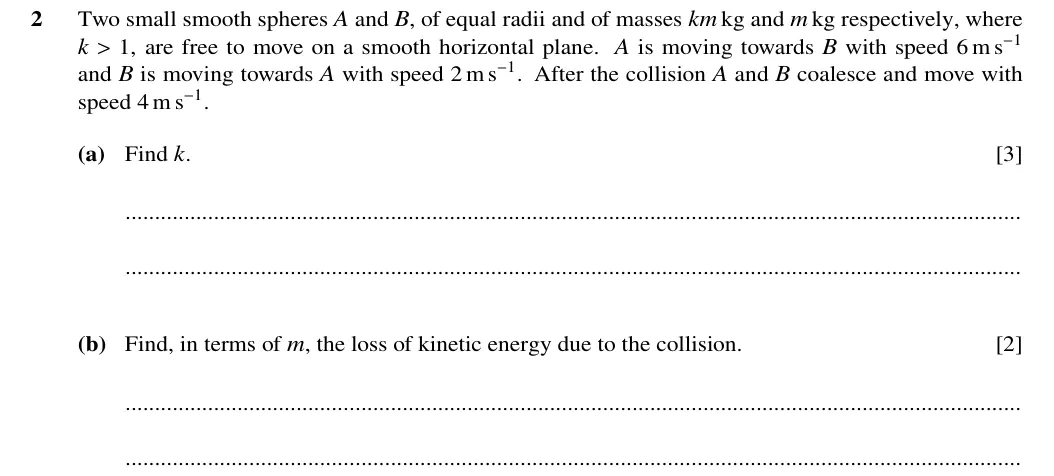 2 Two small smooth spheres A and B, of equal radii and of masses km kg and m kg respectively, where
k > 1, are free to move on a smooth horizontal plane. A is moving towards B with speed 6 m s⁻¹
and B is moving towards A with speed 2 m s⁻¹. After the collision A and B coalesce and move with
speed 4 m s⁻¹.
(a) Find k. [3]
(b) Find, in terms of m, the loss of kinetic energy due to the collision. [2]